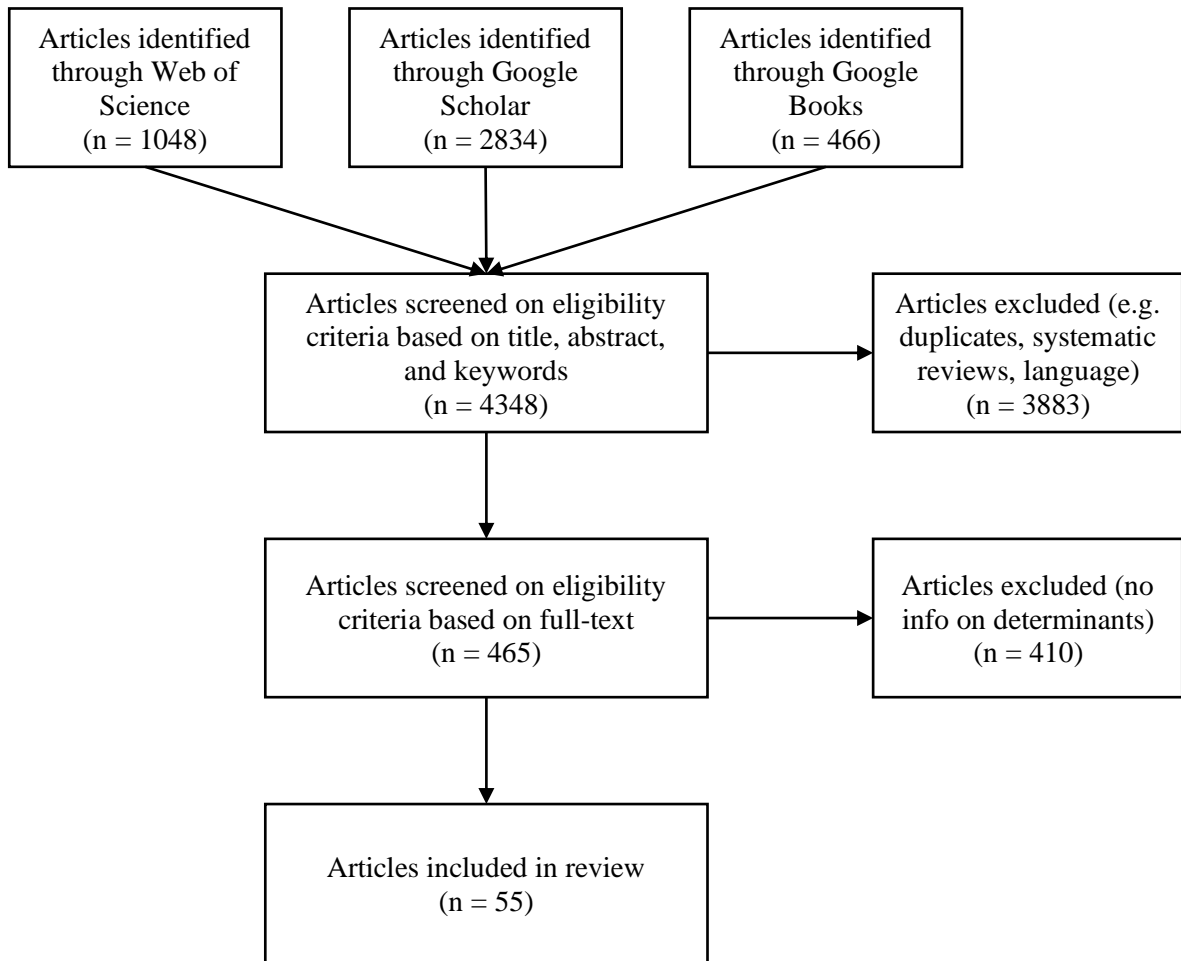 Articles identified
through Web of
Science
(n = 1048)
Articles identified
through Google
Scholar
(n = 2834)
Articles identified
through Google
Books
(n = 466)
Articles screened on eligibility
criteria based on title, abstract,
and keywords
(n = 4348)
Articles excluded (e.g.
duplicates, systematic
reviews, language)
(n = 3883)
Articles screened on eligibility
criteria based on full-text
(n = 465)
Articles excluded (no
info on determinants)
(n = 410)
Articles included in review
(n = 55)